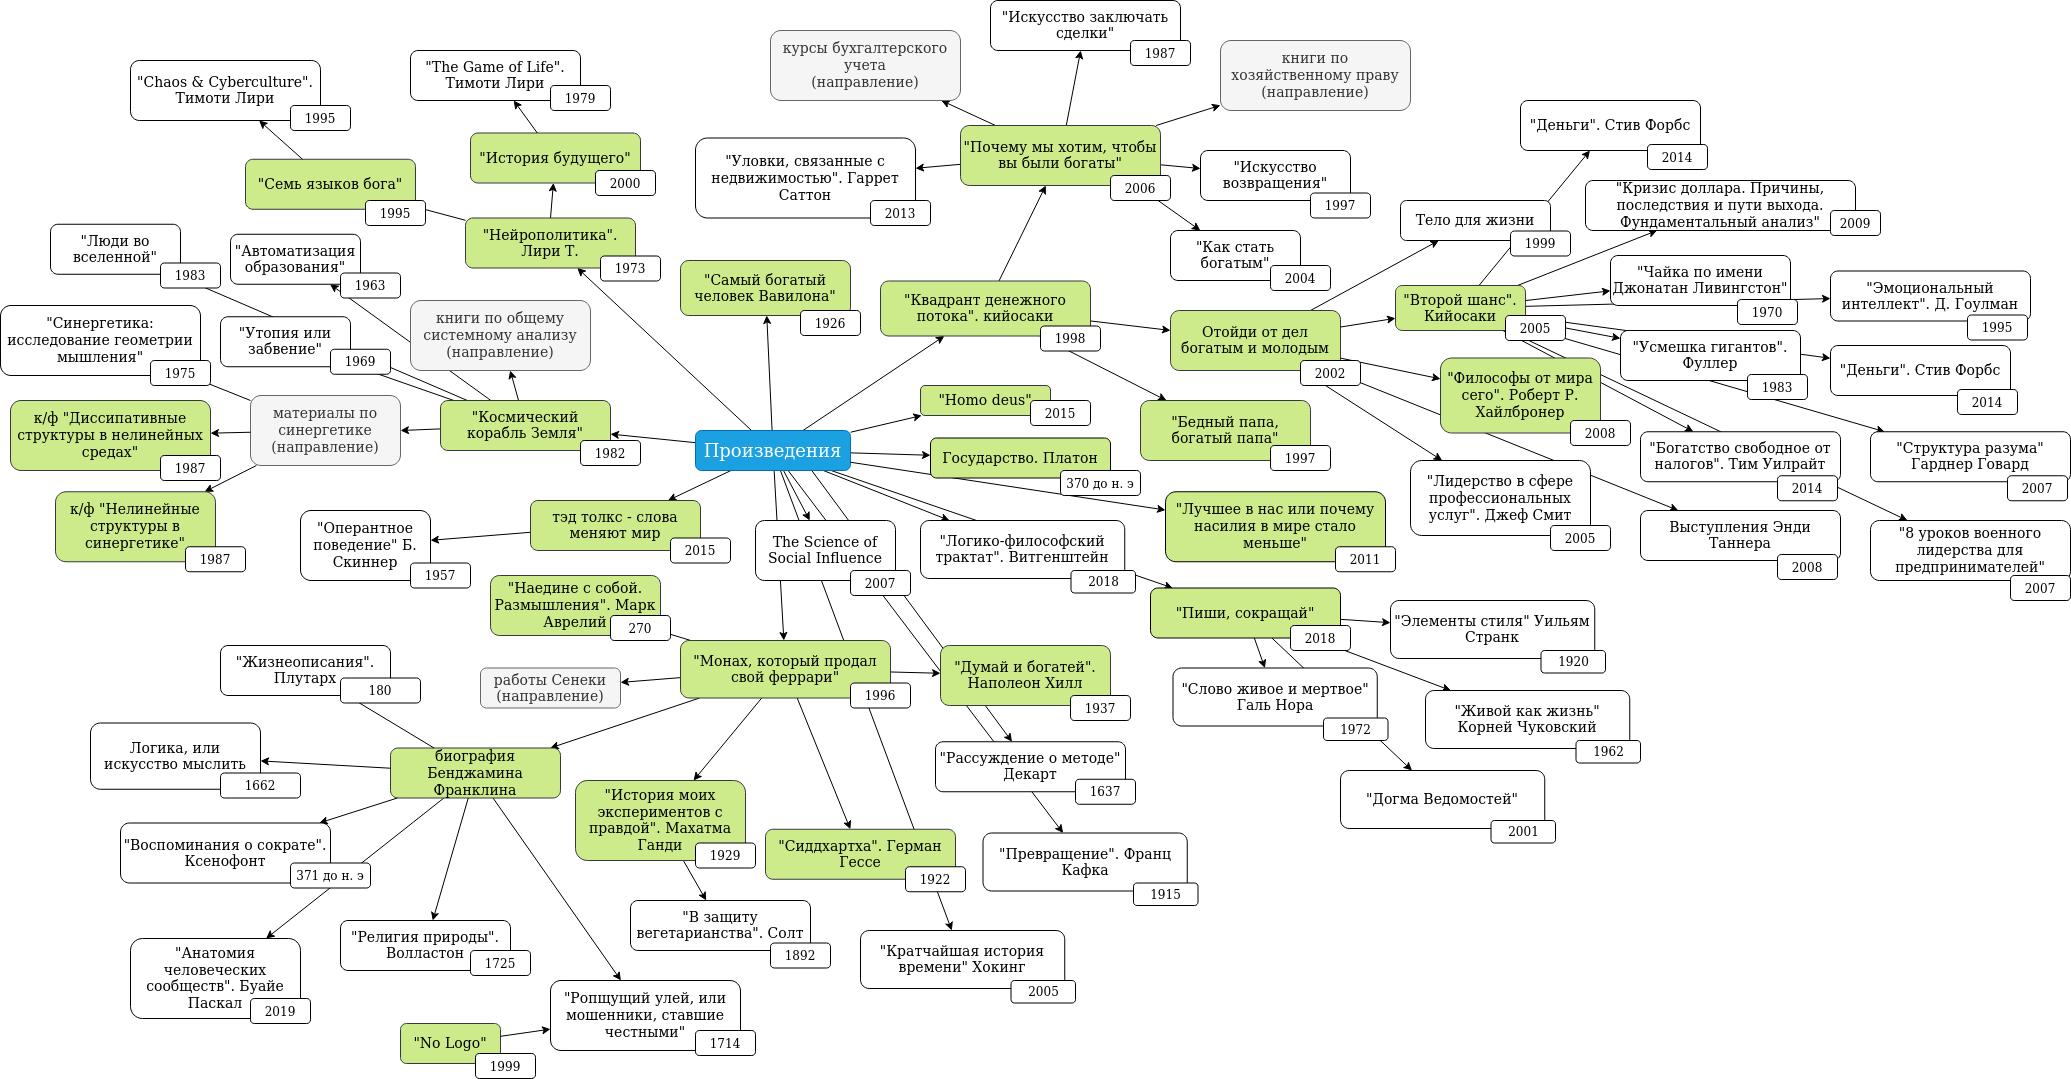 "Искусство заключать
сделки"
1987
курсы бухгалтерского
учета
(направление)
книги по
хозяйственному праву
(направление)
"The Game of Life".
Тимоти Лири
1979
"Chaos & Cyberculture".
Тимоти Лири
1995
"История будущего"
2000
"Семь языков бога"
1995
"Почему мы хотим, чтобы
вы были богаты"
2006
"Уловки, связанные с
недвижимостью". Гаррет
Саттон
2013
"Искусство
возвращения"
1997
"Как стать
богатым"
2004
"Деньги". Стив Форбс
2014
Тело для жизни
1999
"Кризис доллара. Причины,
последствия и пути выхода.
Фундаментальный анализ"
2009
"Люди во
вселенной"
1983
"Автоматизация
образования"
1963
"Нейрополитика".
Лири Т.
1973
"Самый богатый
человек Вавилона"
1926
"Квадрант денежного
потока". кийосаки
1998
Отойди от дел
богатым и молодым
2002
"Второй шанс".
Кийосаки
2005
"Чайка по имени
Джонатан Ливингстон"
1970
"Эмоциональный
интеллект". Д. Гоулман
1995
"Синергетика:
исследование геометрии
мышления"
1975
"Утопия или
забвение"
1969
книги по общему
системному анализу
(направление)
"Усмешка гигантов".
Фуллер
1983
"Деньги". Стив Форбс
2014
"Философы от мира
сего". Роберт Р.
Хайлбронер
2008
к/ф "Диссипативные
структуры в нелинейных
средах"
1987
материалы по
синергетике
(направление)
"Космический
корабль Земля"
1982
Произведения
"Homo deus"
2015
Государство. Платон
370 до н. э
"Бедный папа,
богатый папа"
1997
"Лидерство в сфере
профессиональных
услуг". Джеф Смит
2005
"Богатство свободное от
налогов". Тим Уилрайт
2014
"Структура разума"
Гарднер Говард
2007
к/ф "Нелинейные
структуры в
синергетике"
1987
"Оперантное
поведение" Б.
Скиннер
1957
тэд толкс - слова
меняют мир
2015
The Science of
Social Influence
2007
"Логико-философский
трактат". Витгенштейн
2018
"Лучшее в нас или почему
насилия в мире стало
меньше"
2011
Выступления Энди
Таннера
2008
"8 уроков военного
лидерства для
предпринимателей"
2007
"Наедине с собой.
Размышления". Марк
Аврелий
270
"Пиши, сокращай"
2018
"Элементы стиля" Уильям
Странк
1920
"Жизнеописания".
Плутарх
180
работы Сенеки
(направление)
"Монах, который продал
свой феррари"
1996
"Думай и богатей".
Наполеон Хилл
1937
"Слово живое и мертвое"
Галь Нора
1972
"Живой как жизнь"
Корней Чуковский
1962
Логика, или
искусство мыслить
1662
биография
Бенджамина
Франклина
"Рассуждение о методе"
Декарт
1637
"Догма Ведомостей"
2001
"Воспоминания о сократе".
Ксенофонт
371 до н. э
"История моих
экспериментов с
правдой". Махатма
Ганди
1929
"Сиддхартха". Герман
Гессе
1922
"Превращение". Франц
Кафка
1915
"Анатомия
человеческих
сообществ". Буайе
Паскал
2019
"Религия природы".
Волластон
1725
"В защиту
вегетарианства". Солт
1892
"Кратчайшая история
времени" Хокинг
2005
"No Logo"
1999
"Ропщущий улей, или
мошенники, ставшие
честными"
1714